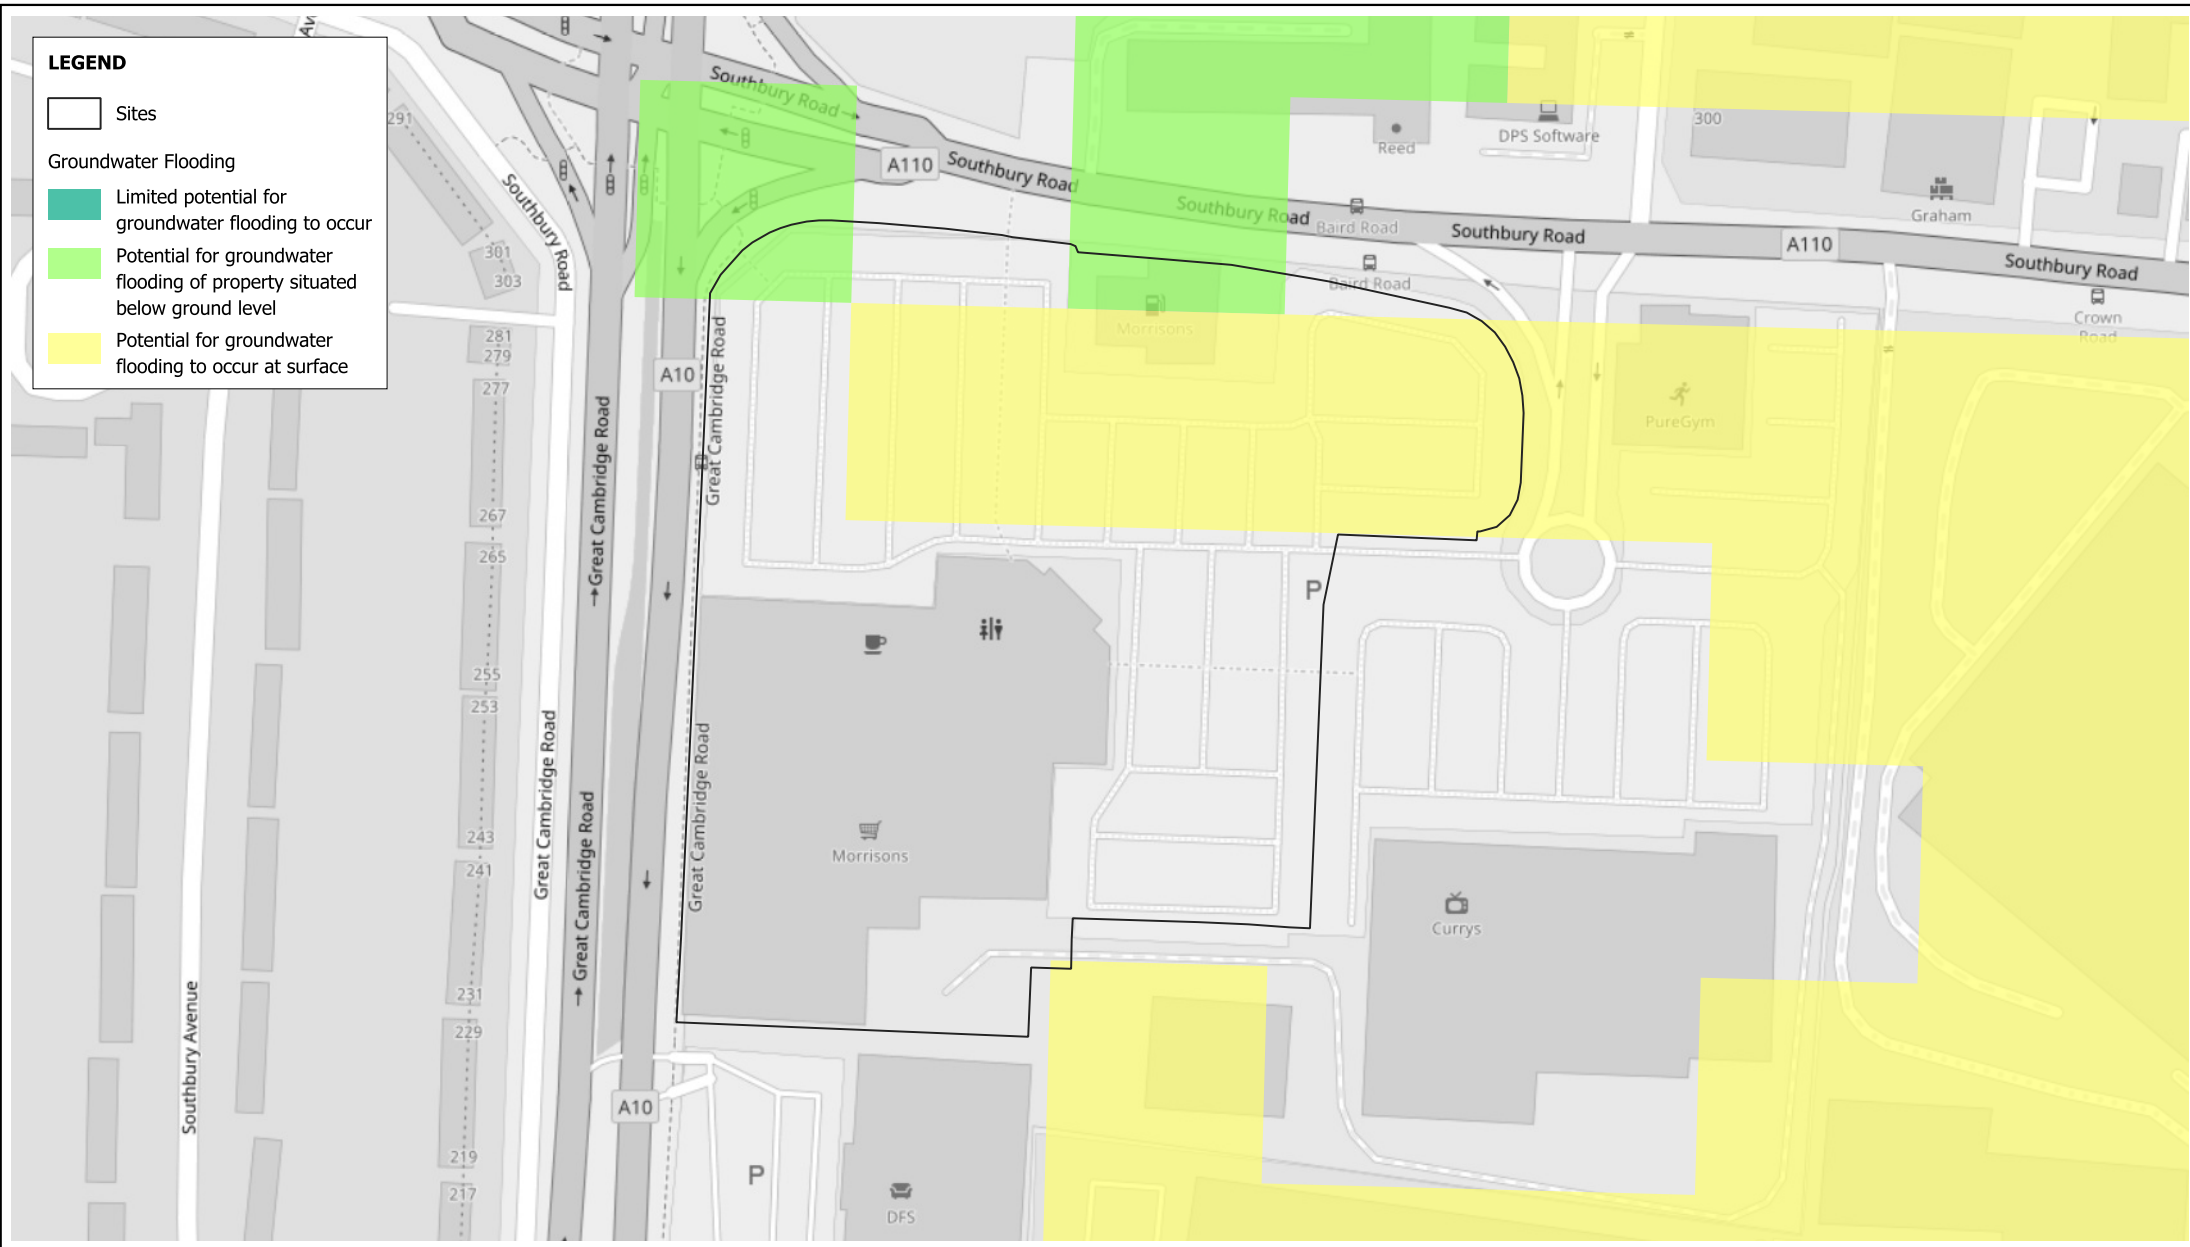 LEGEND
Sites
Groundwater Flooding
Limited potential for
groundwater flooding to occur
Potential for groundwater
flooding of property situated
below ground level
Potential for groundwater
flooding to occur at surface
Southbury Road
A110
Southbury Road
Southbury Road
Baird Road
Baird Road
Southbury Road
A110
Southbury Road
Crown
Road
Reed
DPS Software
300
Graham
291
Southbury Road
301
303
281
279
277
267
265
255
253
243
241
231
229
219
217
A10
Great Cambridge Road
Great Cambridge Road
Morrisons
PureGym
P
Great Cambridge Road
Great Cambridge Road
Great Cambridge Road
Morrisons
Currys
Southbury Avenue
A10
P
DFS